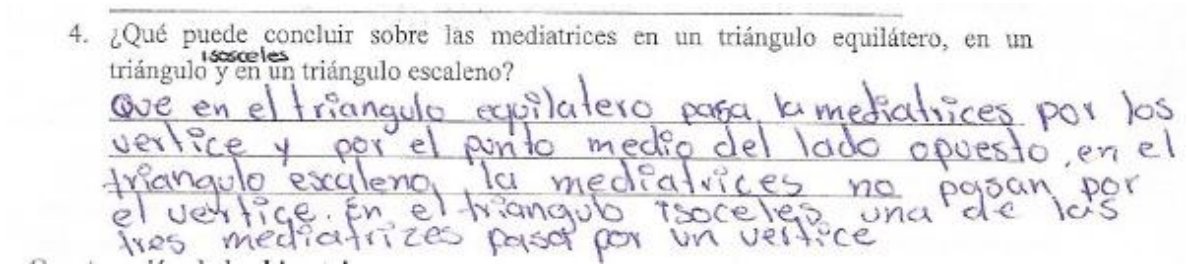 4. ¿Qué puede concluir sobre las mediatrices en un triángulo equilátero, en un
isosceles
triángulo y en un triángulo escaleno?
Que en el triangulo equilatero pasa la mediatrices por los
vertice y por el punto medio del lado opuesto, en el
triangulo escaleno, la mediatrices no pasan por
el vertice. En el triangulo isoceles una de las
tres mediatrizes pasa por un vertice